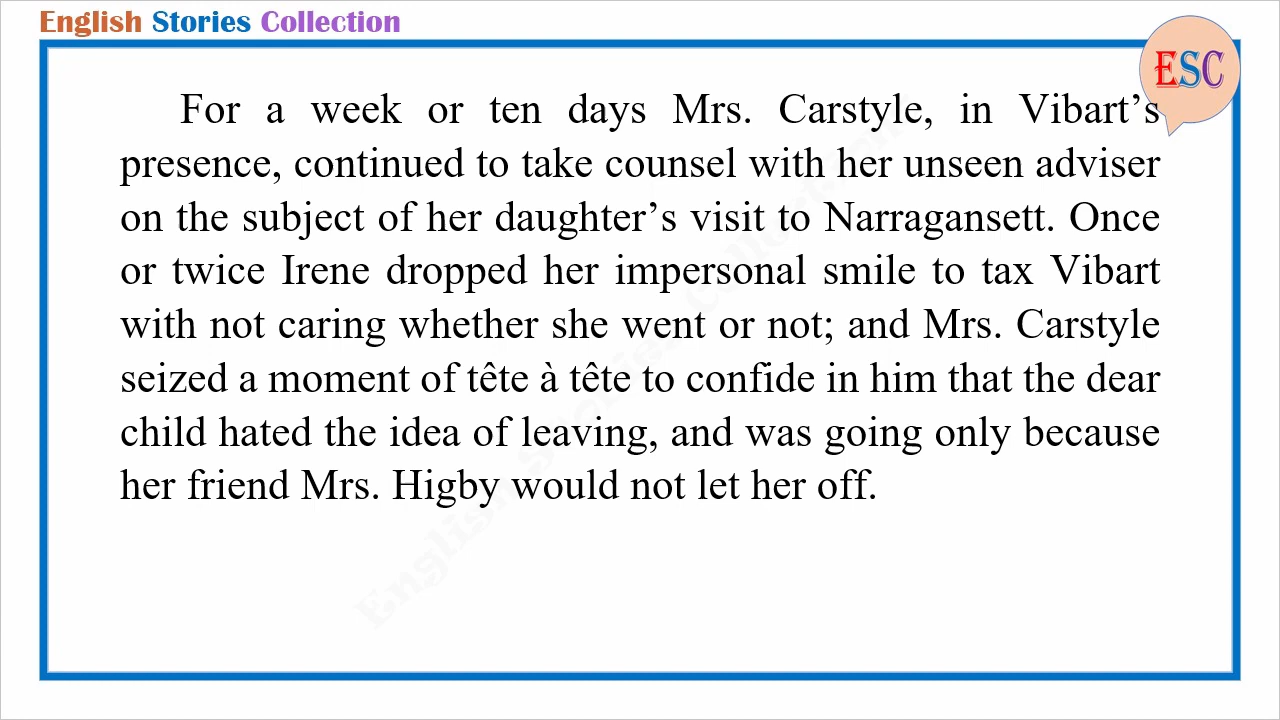 English Stories Collection
ESC
For a week or ten days Mrs. Carstyle, in Vibart’s
presence, continued to take counsel with her unseen adviser
on the subject of her daughter’s visit to Narragansett. Once
or twice Irene dropped her impersonal smile to tax Vibart
with not caring whether she went or not; and Mrs. Carstyle
seized a moment of tête à tête to confide in him that the dear
child hated the idea of leaving, and was going only because
her friend Mrs. Higby would not let her off.
English Stories Collection